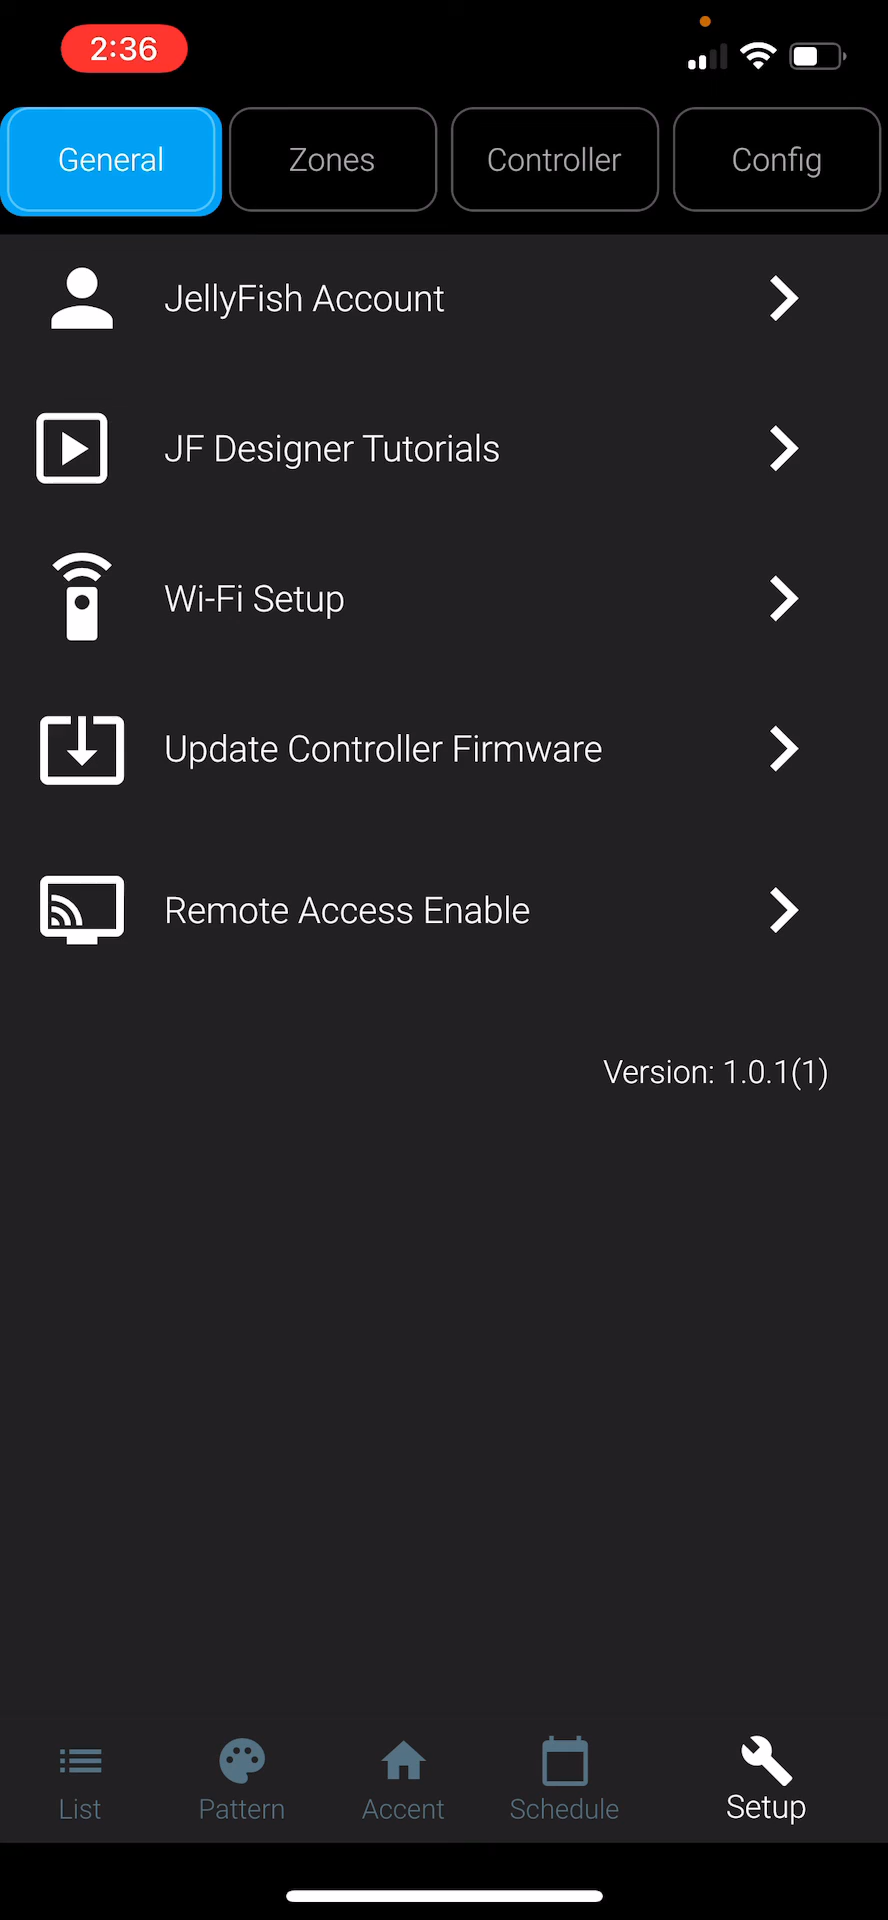 2:36
General
Zones
Controller
Config
JellyFish Account
JF Designer Tutorials
Wi-Fi Setup
Update Controller Firmware
Remote Access Enable
Version: 1.0.1(1)
List
Pattern
Accent
Schedule
Setup